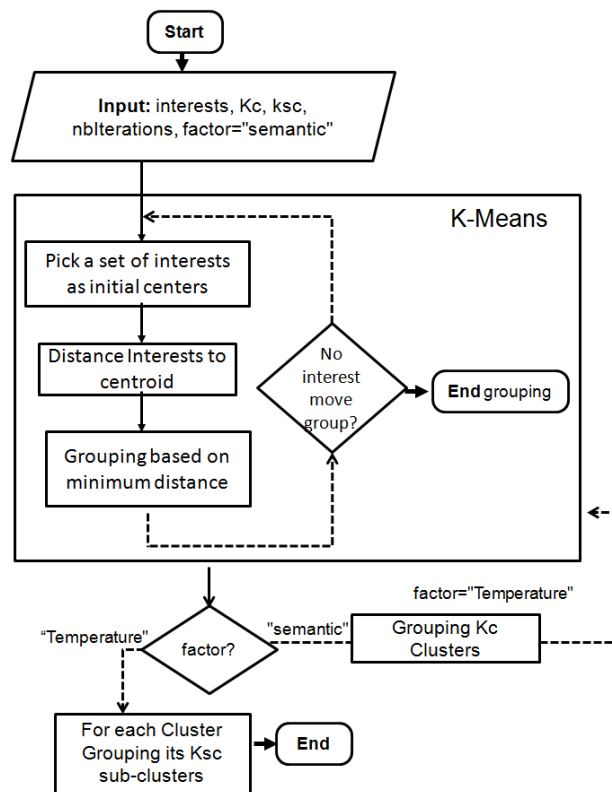 Start
Input: interests, Kc, ksc,
nbIterations, factor="semantic"
K-Means
Pick a set of interests
as initial centers
Distance Interests to
centroid
Grouping based on
minimum distance
No
interest
move
group?
End grouping
factor="Temperature"
"Temperature"
factor?
"semantic"
Grouping Kc
Clusters
For each Cluster
Grouping its Ksc
sub-clusters
End